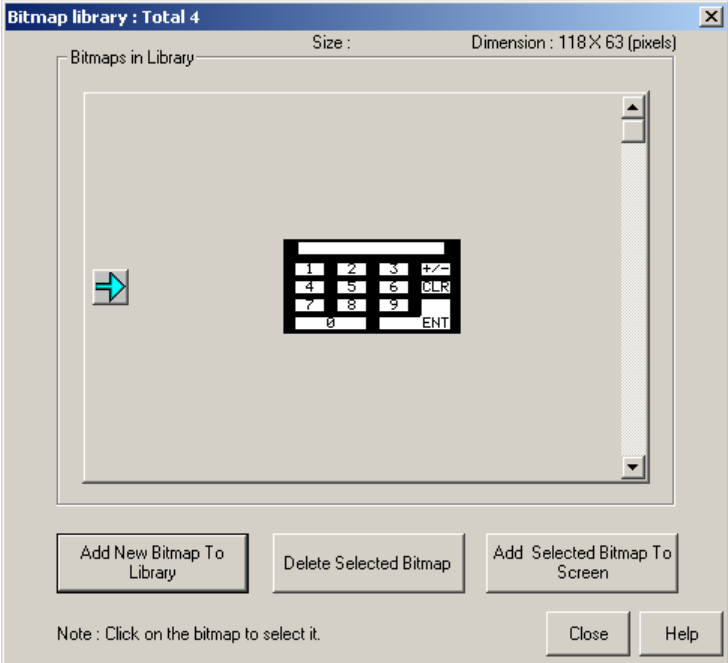 Bitmap library : Total 4
Size : Dimension : 118 X 63 (pixels)
Bitmaps in Library
1 2 3 +/-
4 5 6 CLR
7 8 9
0 ENT
Add New Bitmap To Library
Delete Selected Bitmap
Add Selected Bitmap To Screen
Note : Click on the bitmap to select it.
Close Help